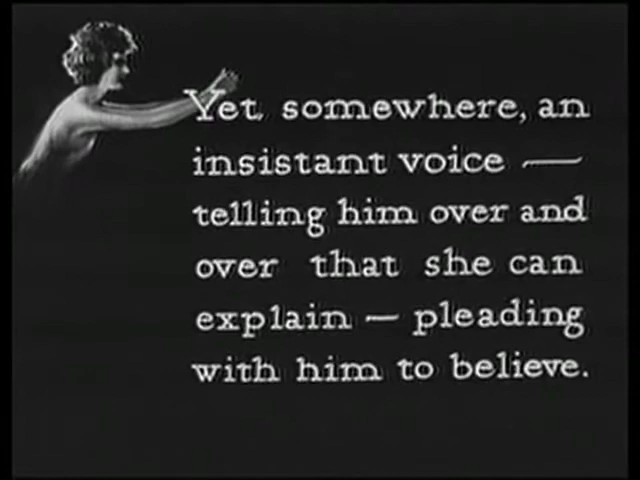 Yet, somewhere, an
insistant voice —
telling him over and
over that she can
explain — pleading
with him to believe.